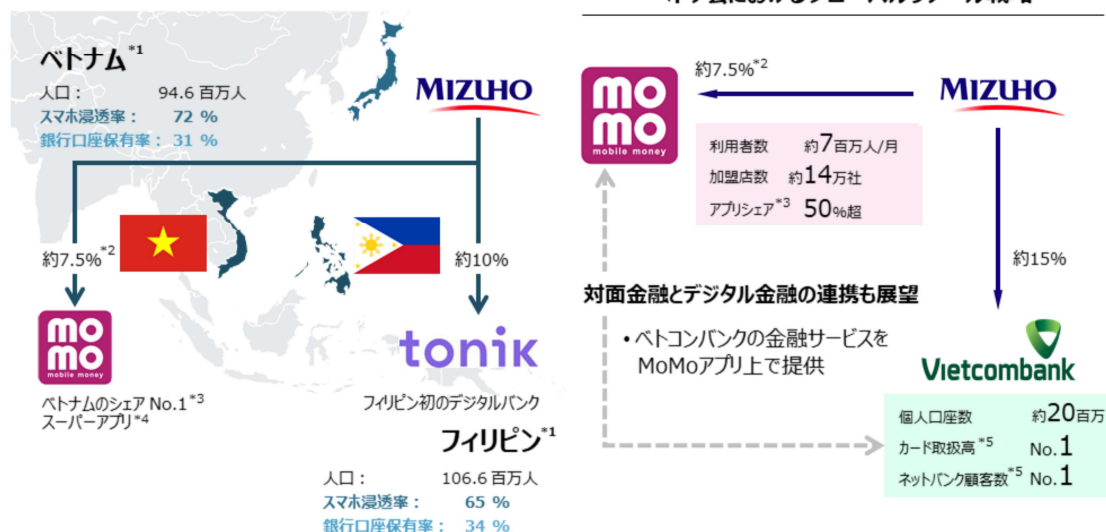 ベトナム*1
人口： 94.6 百万人
スマホ浸透率： 72 %
銀行口座保有率： 31 %
MIZUHO
約7.5%*2
約10%
momo
mobile money
ベトナムのシェア No.1*3
スーパーアプリ*4
tonik
フィリピン初のデジタルバンク
フィリピン*1
人口： 106.6 百万人
スマホ浸透率： 65 %
銀行口座保有率： 34 %
momo
mobile money
約7.5%*2
MIZUHO
利用者数 約7百万人/月
加盟店数 約14万社
アプリシェア*3 50%超
約15%
対面金融とデジタル金融の連携も展望
・ベトコンバンクの金融サービスを
MoMoアプリ上で提供
Vietcombank
個人口座数 約20百万
カード取扱高*5 No.1
ネットバンク顧客数*5 No.1